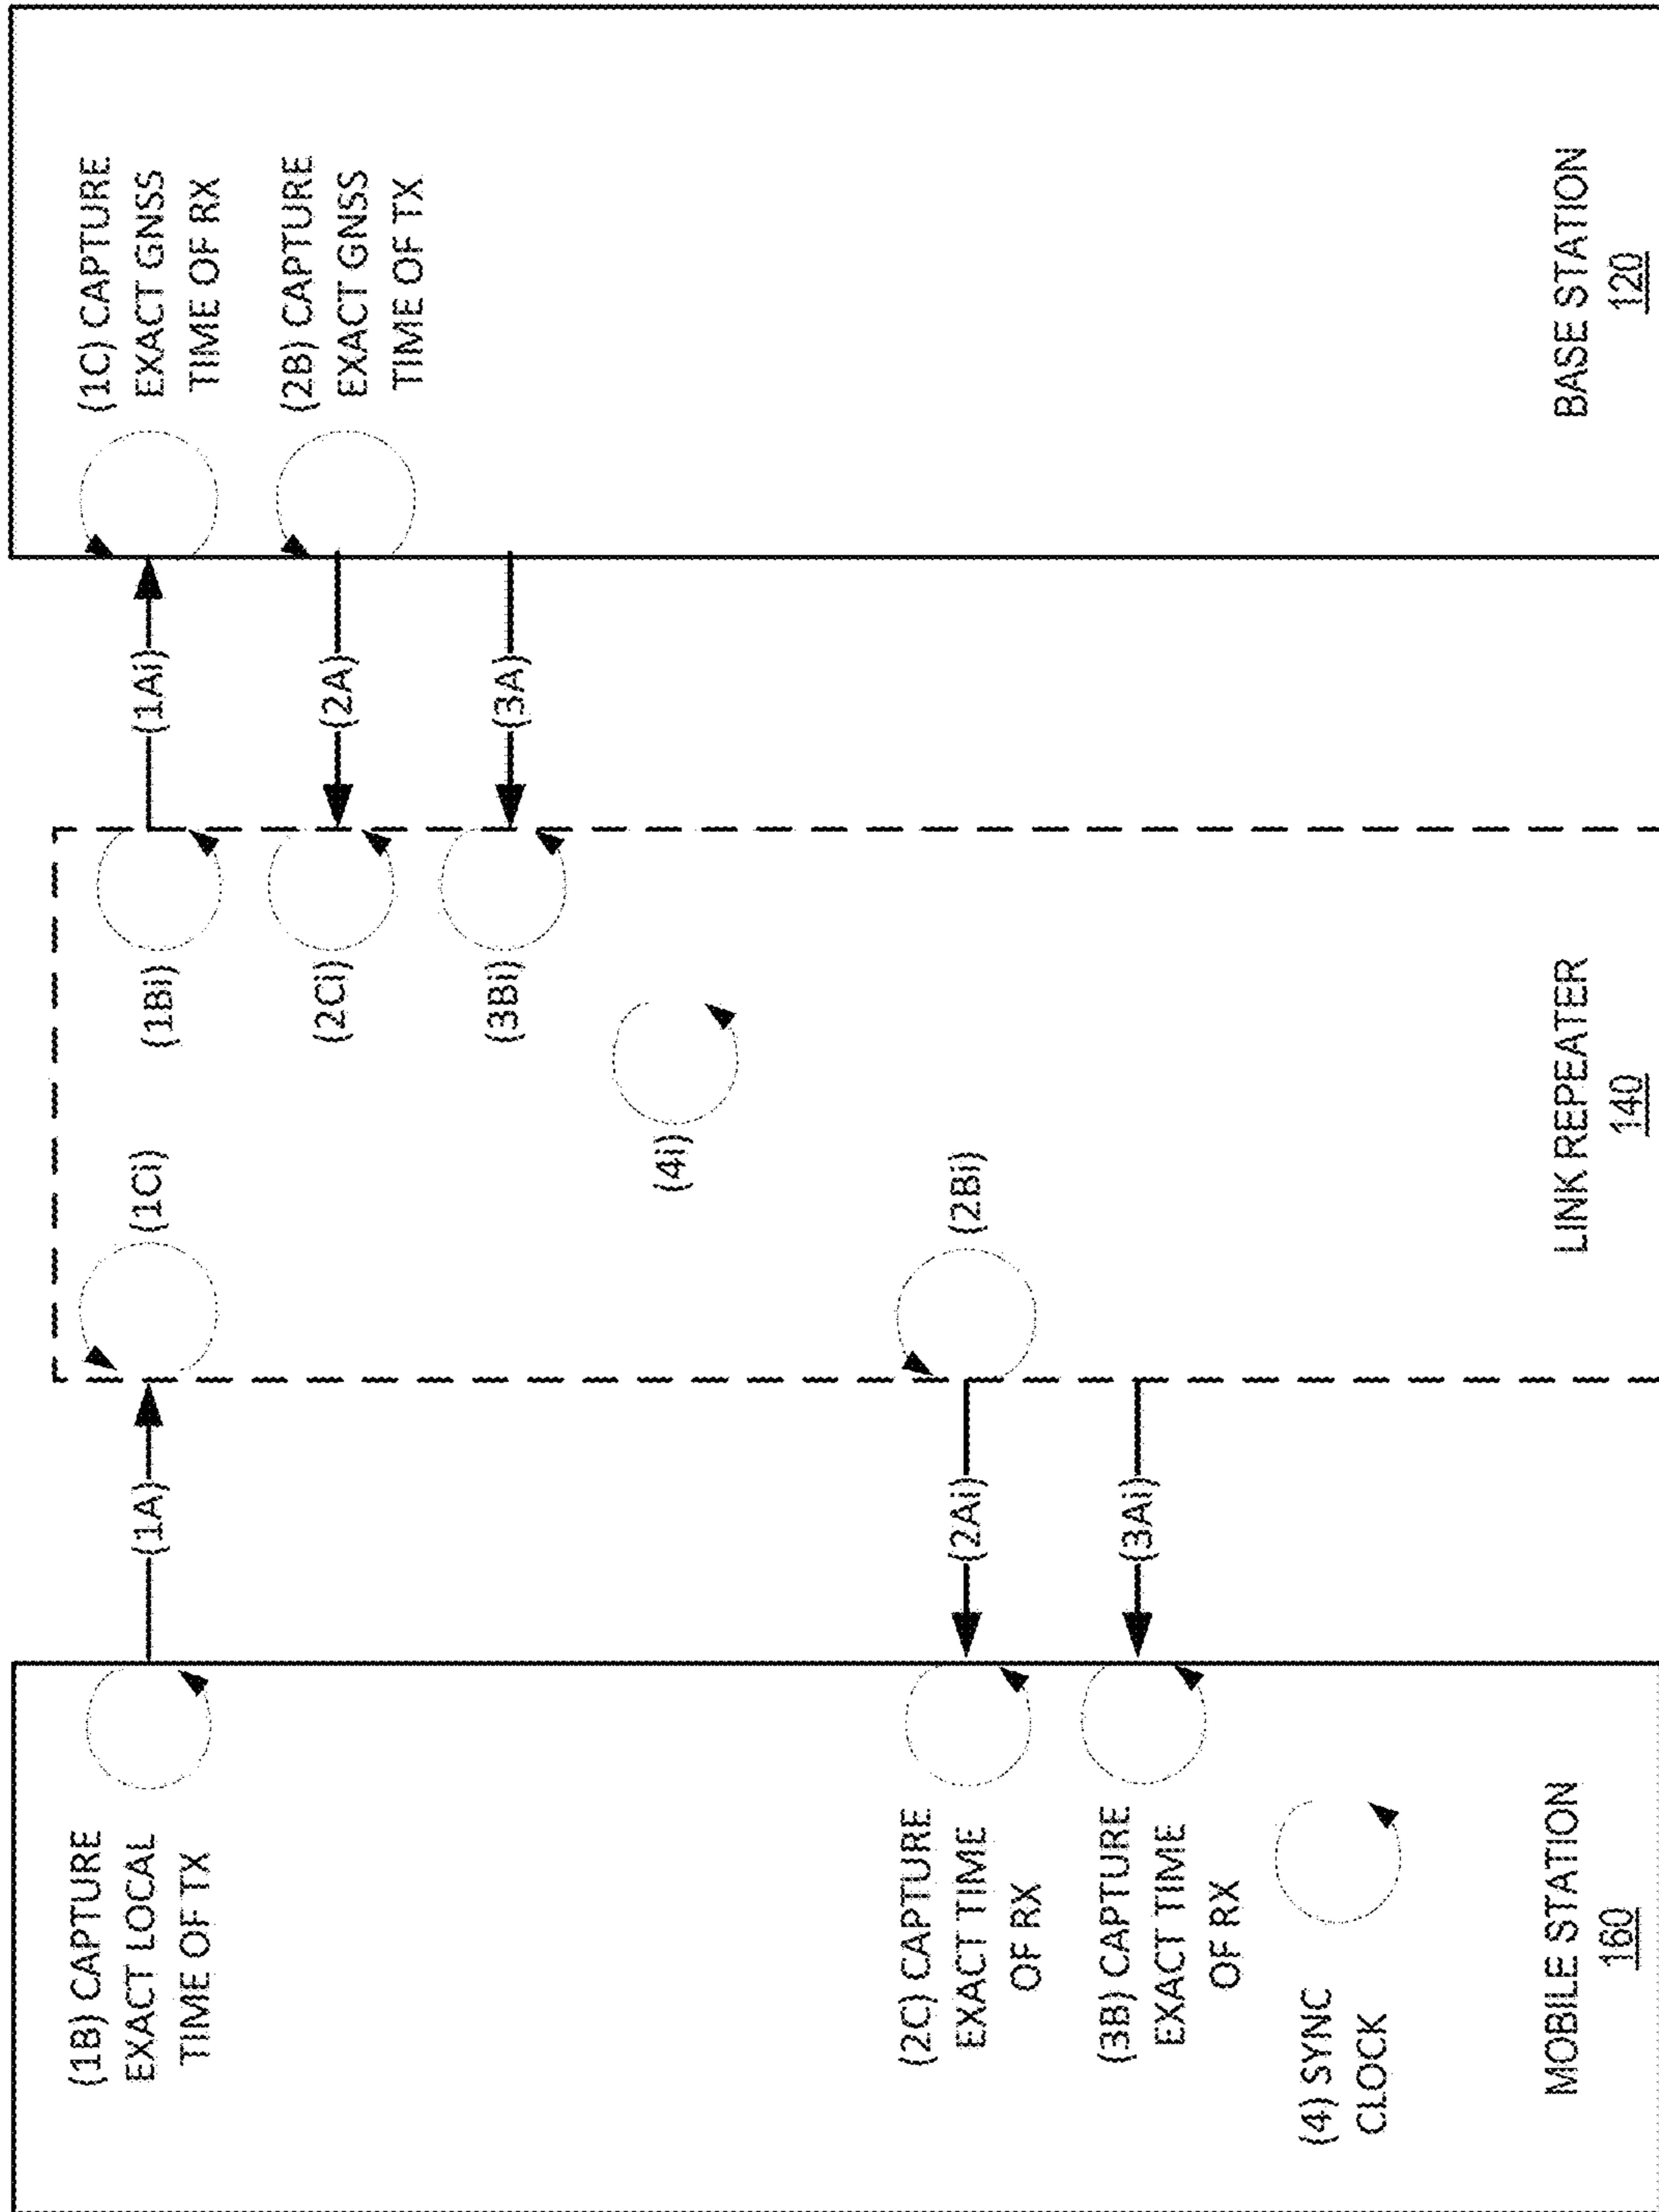 (1B) CAPTURE
EXACT LOCAL
TIME OF TX
(1A)
(1Ci)
(1Bi)
(1Ai)
(1C) CAPTURE
EXACT GNSS
TIME OF RX
(2Ci)
(2A)
(2B) CAPTURE
EXACT GNSS
TIME OF TX
(3Bi)
(3A)
(4i)
(2C) CAPTURE
EXACT TIME
OF RX
(2Ai)
(2Bi)
(3B) CAPTURE
EXACT TIME
OF RX
(3Ai)
(4) SYNC
CLOCK
MOBILE STATION
160
LINK REPEATER
140
BASE STATION
120